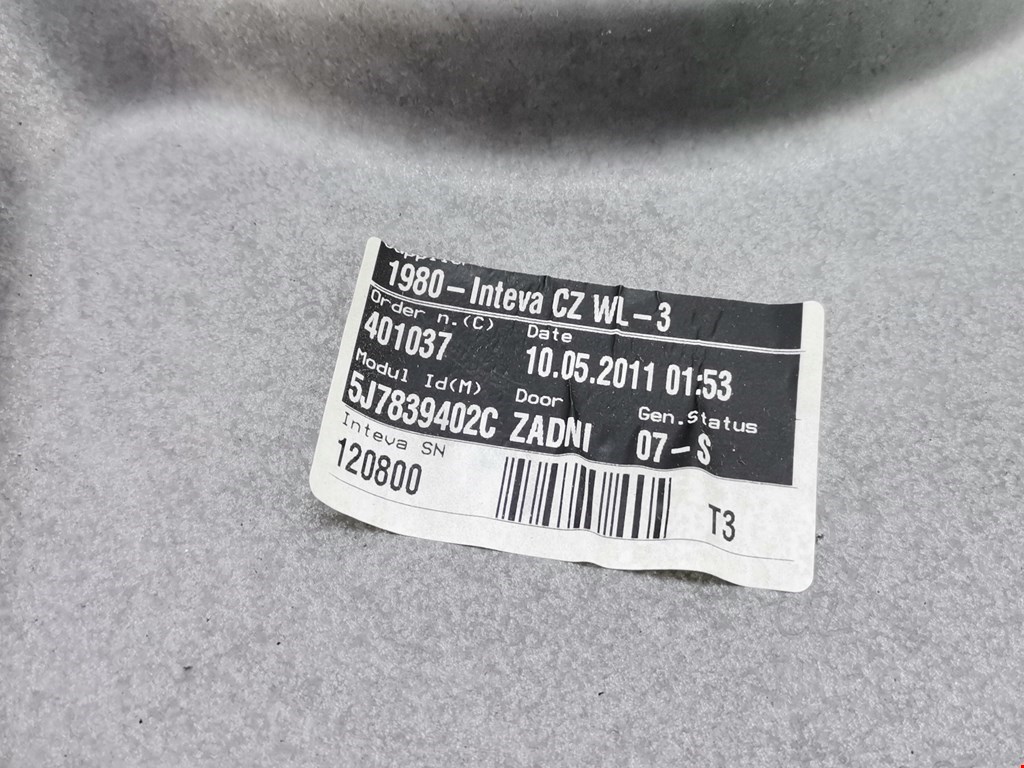 Supplier
1980-Inteva CZ WL-3
Order n.(C) Date
401037 10.05.2011 01:53
Modul Id(M) Door Gen.Status
5J7839402C ZADNI 07-S
Inteva SN
120800 T3